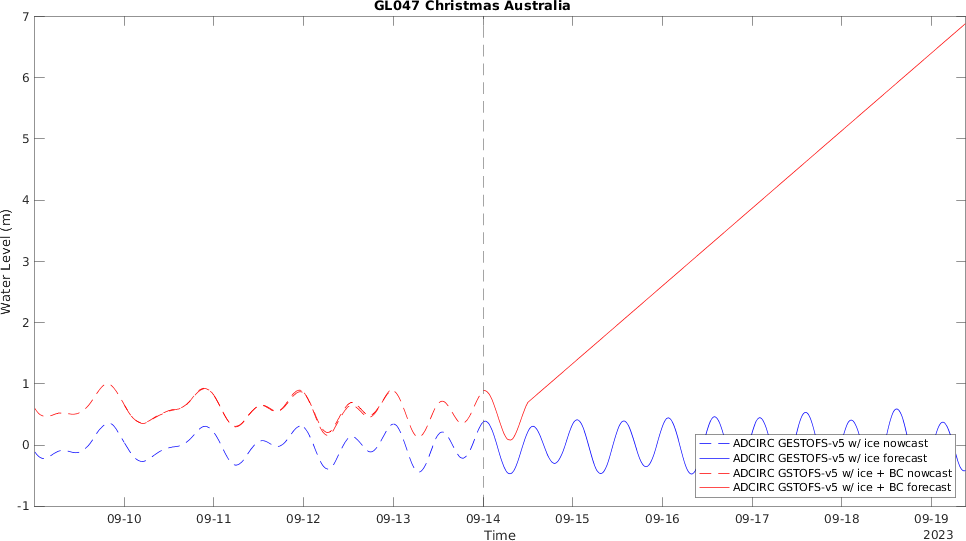 GL047 Christmas Australia
7
6
5
4
3
2
1
0
-1
Water Level (m)
ADCIRC GESTOFS-v5 w/ ice nowcast
ADCIRC GESTOFS-v5 w/ ice forecast
ADCIRC GSTOFS-v5 w/ ice + BC nowcast
ADCIRC GSTOFS-v5 w/ ice + BC forecast
09-10 09-11 09-12 09-13 09-14 09-15 09-16 09-17 09-18 09-19
2023
Time